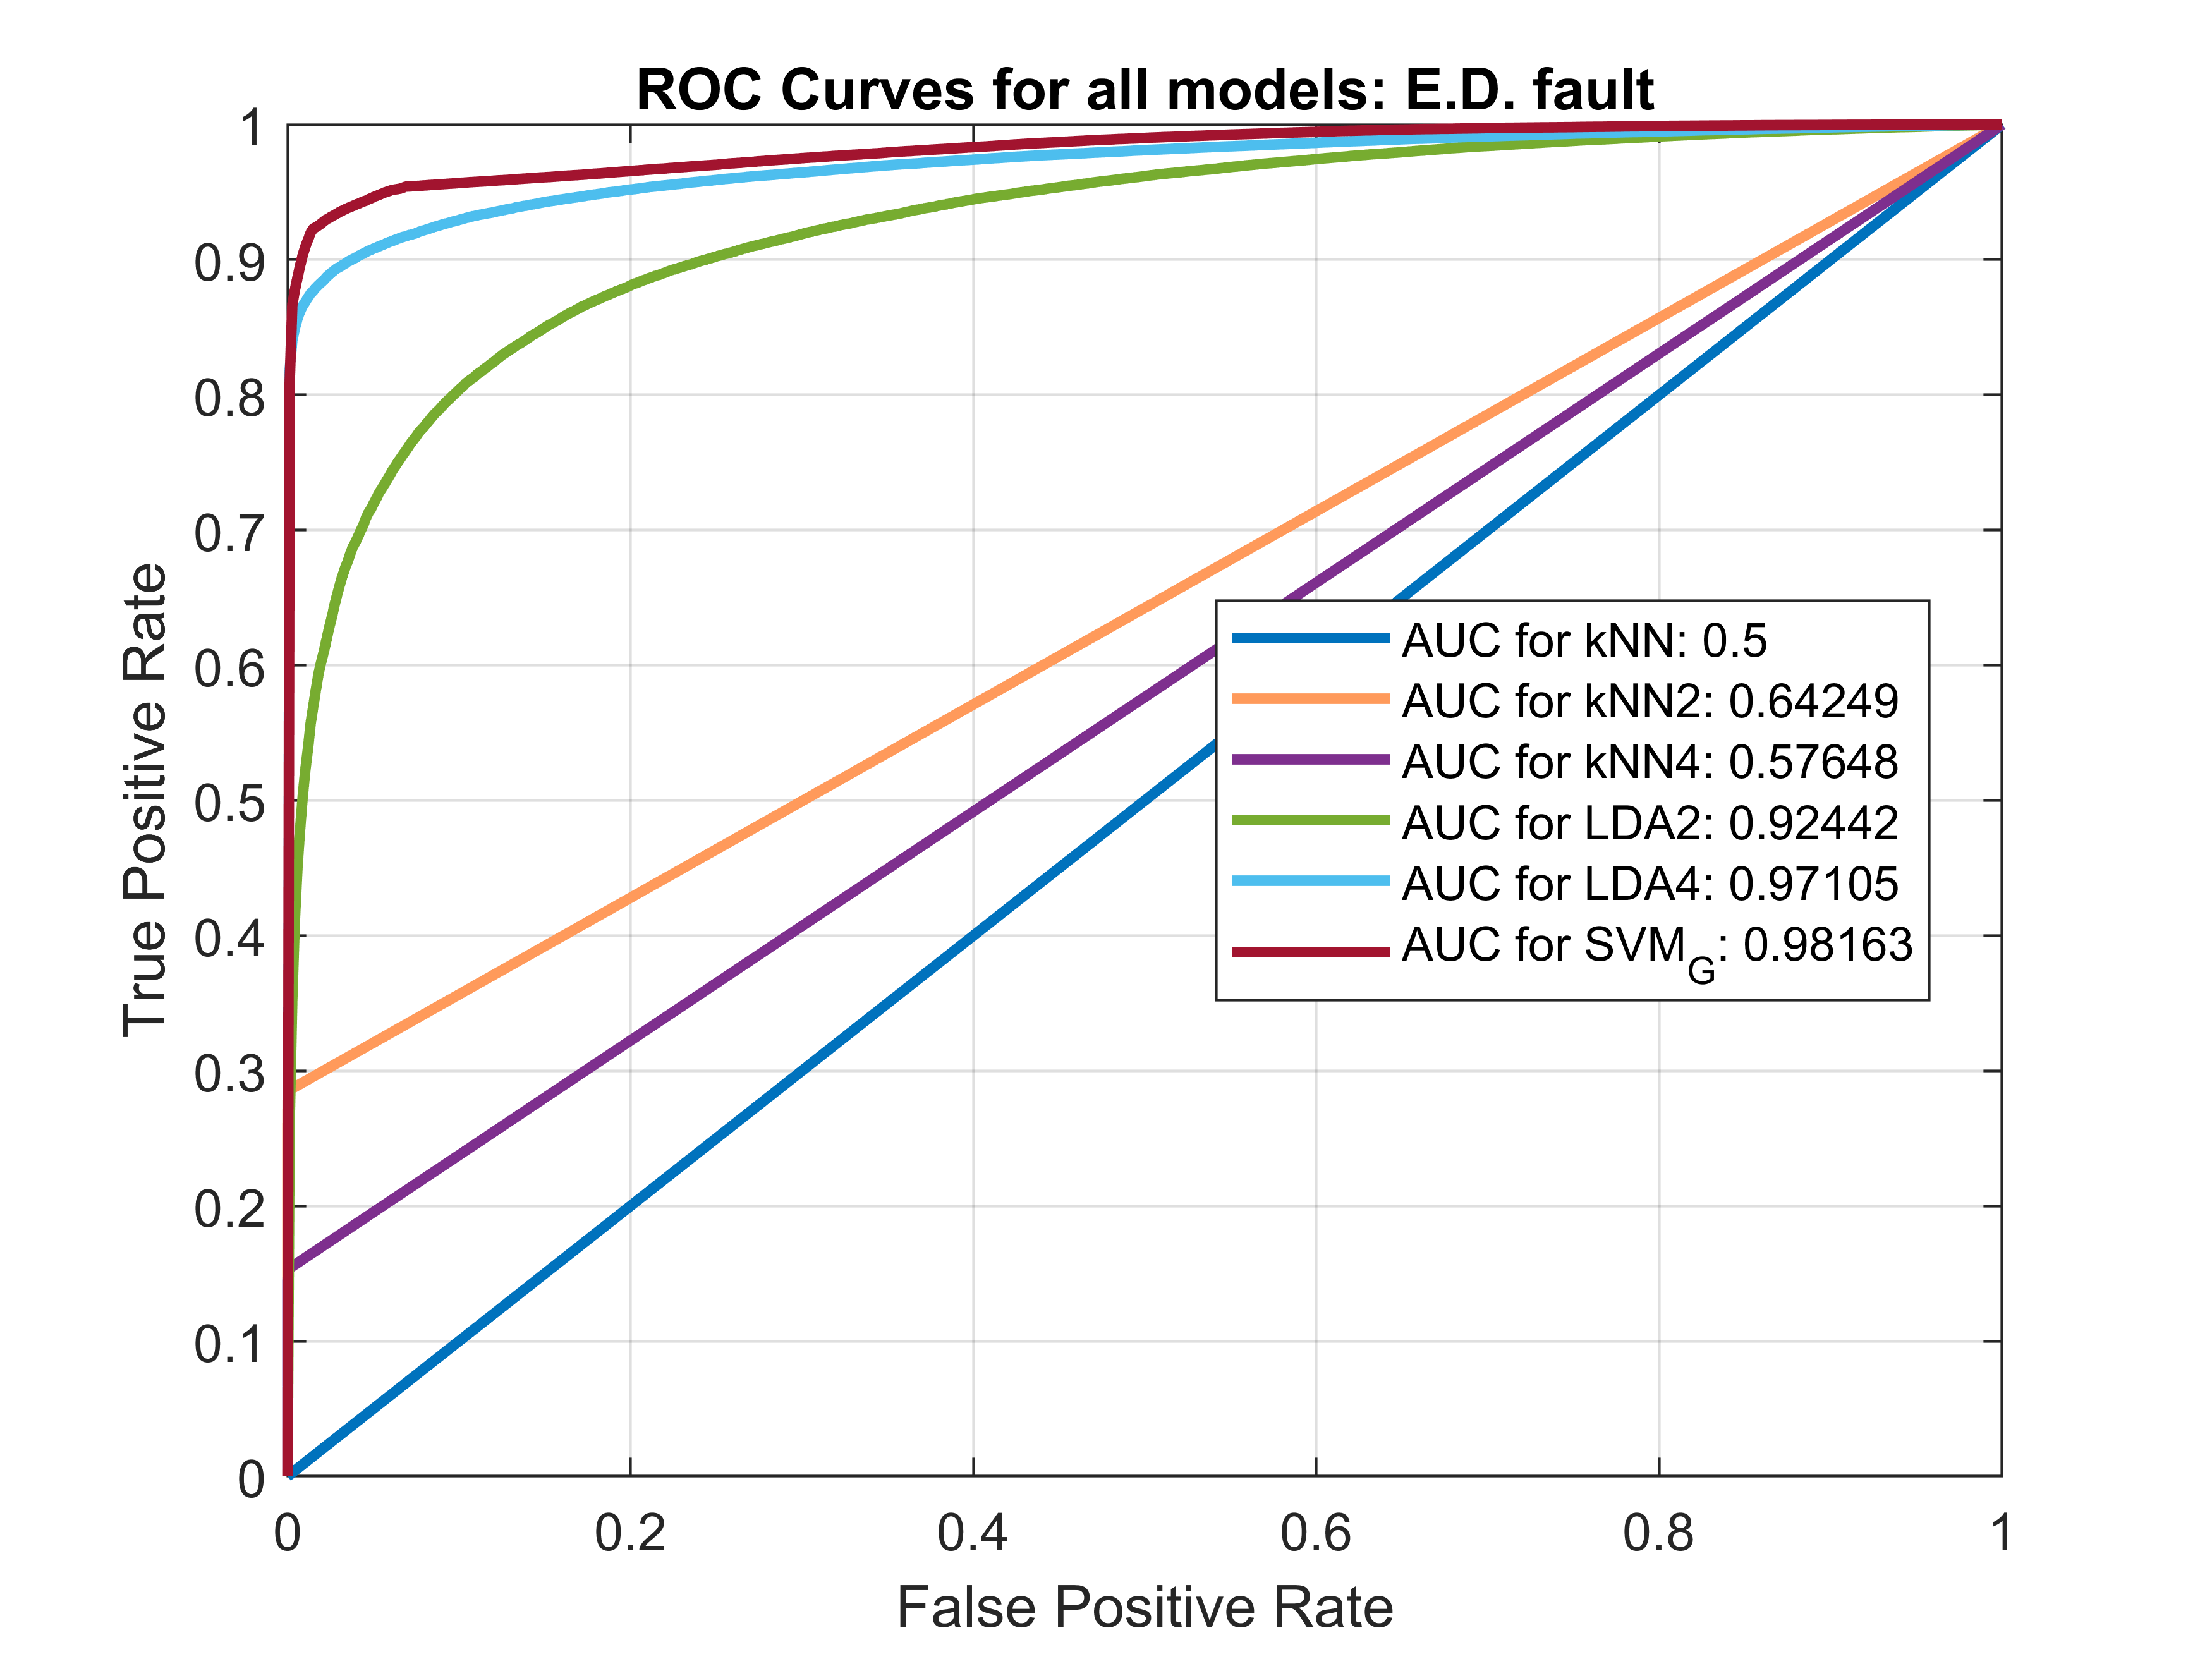 ROC Curves for all models: E.D. fault
1
0.9
0.8
0.7
0.6
0.5
0.4
0.3
0.2
0.1
0
True Positive Rate
AUC for kNN: 0.5
AUC for kNN2: 0.64249
AUC for kNN4: 0.57648
AUC for LDA2: 0.92442
AUC for LDA4: 0.97105
AUC for SVM_G: 0.98163
0 0.2 0.4 0.6 0.8 1
False Positive Rate